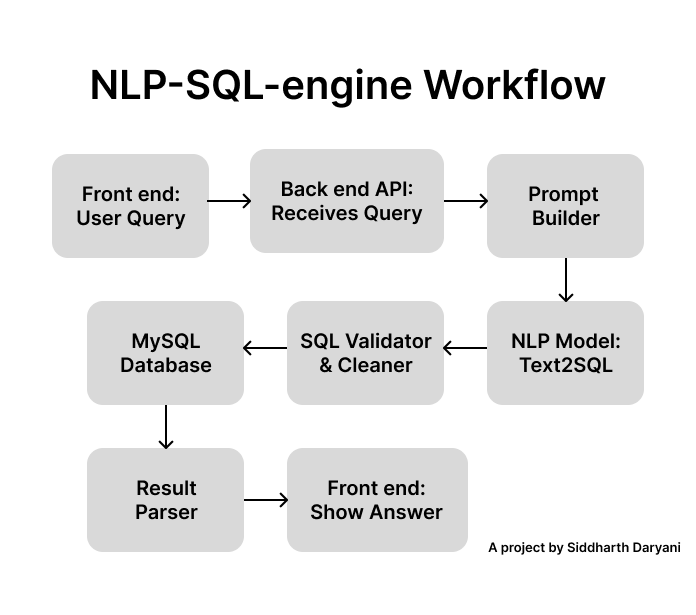 NLP-SQL-engine Workflow
Front end:
User Query
Back end API:
Receives Query
Prompt
Builder
NLP Model:
Text2SQL
SQL Validator
& Cleaner
MySQL
Database
Result
Parser
Front end:
Show Answer
A project by Siddharth Daryani